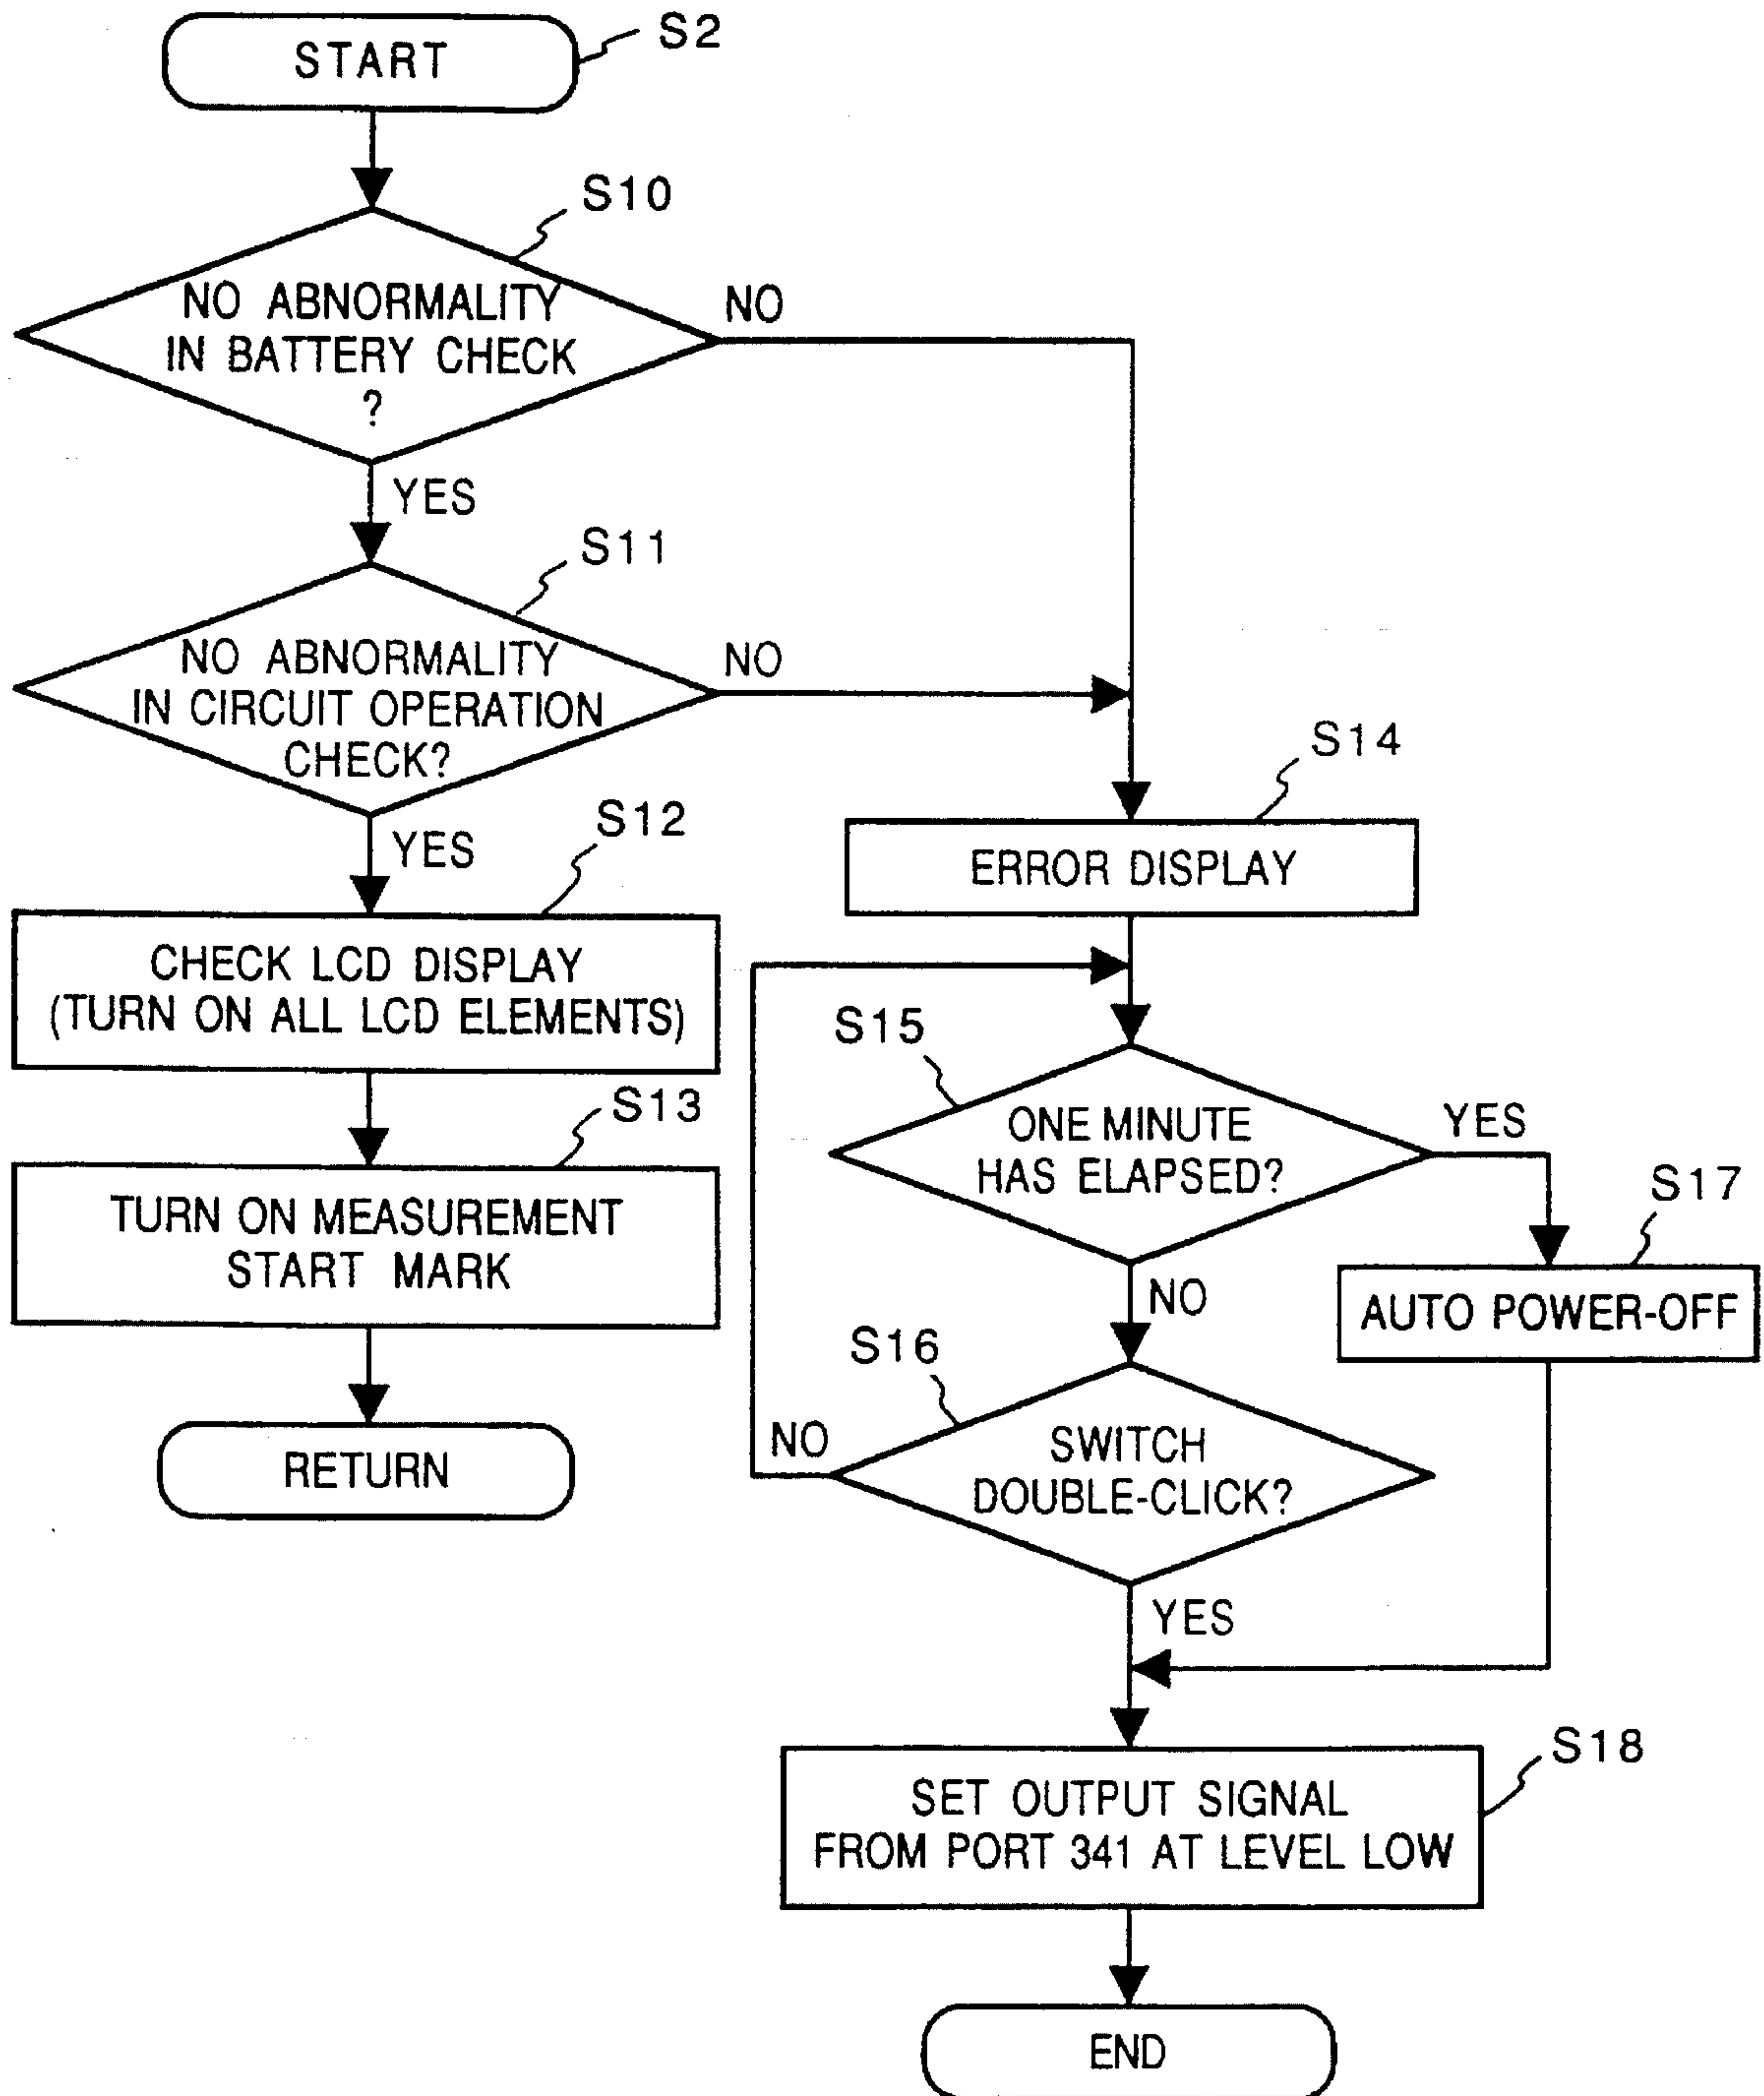 START
S2
S10
NO ABNORMALITY
IN BATTERY CHECK
?
NO
YES
S11
NO ABNORMALITY
IN CIRCUIT OPERATION
CHECK?
NO
YES
S12
CHECK LCD DISPLAY
(TURN ON ALL LCD ELEMENTS)
S13
TURN ON MEASUREMENT
START MARK
RETURN
S14
ERROR DISPLAY
S15
ONE MINUTE
HAS ELAPSED?
YES
NO
S17
AUTO POWER-OFF
S16
SWITCH
DOUBLE-CLICK?
NO
YES
S18
SET OUTPUT SIGNAL
FROM PORT 341 AT LEVEL LOW
END